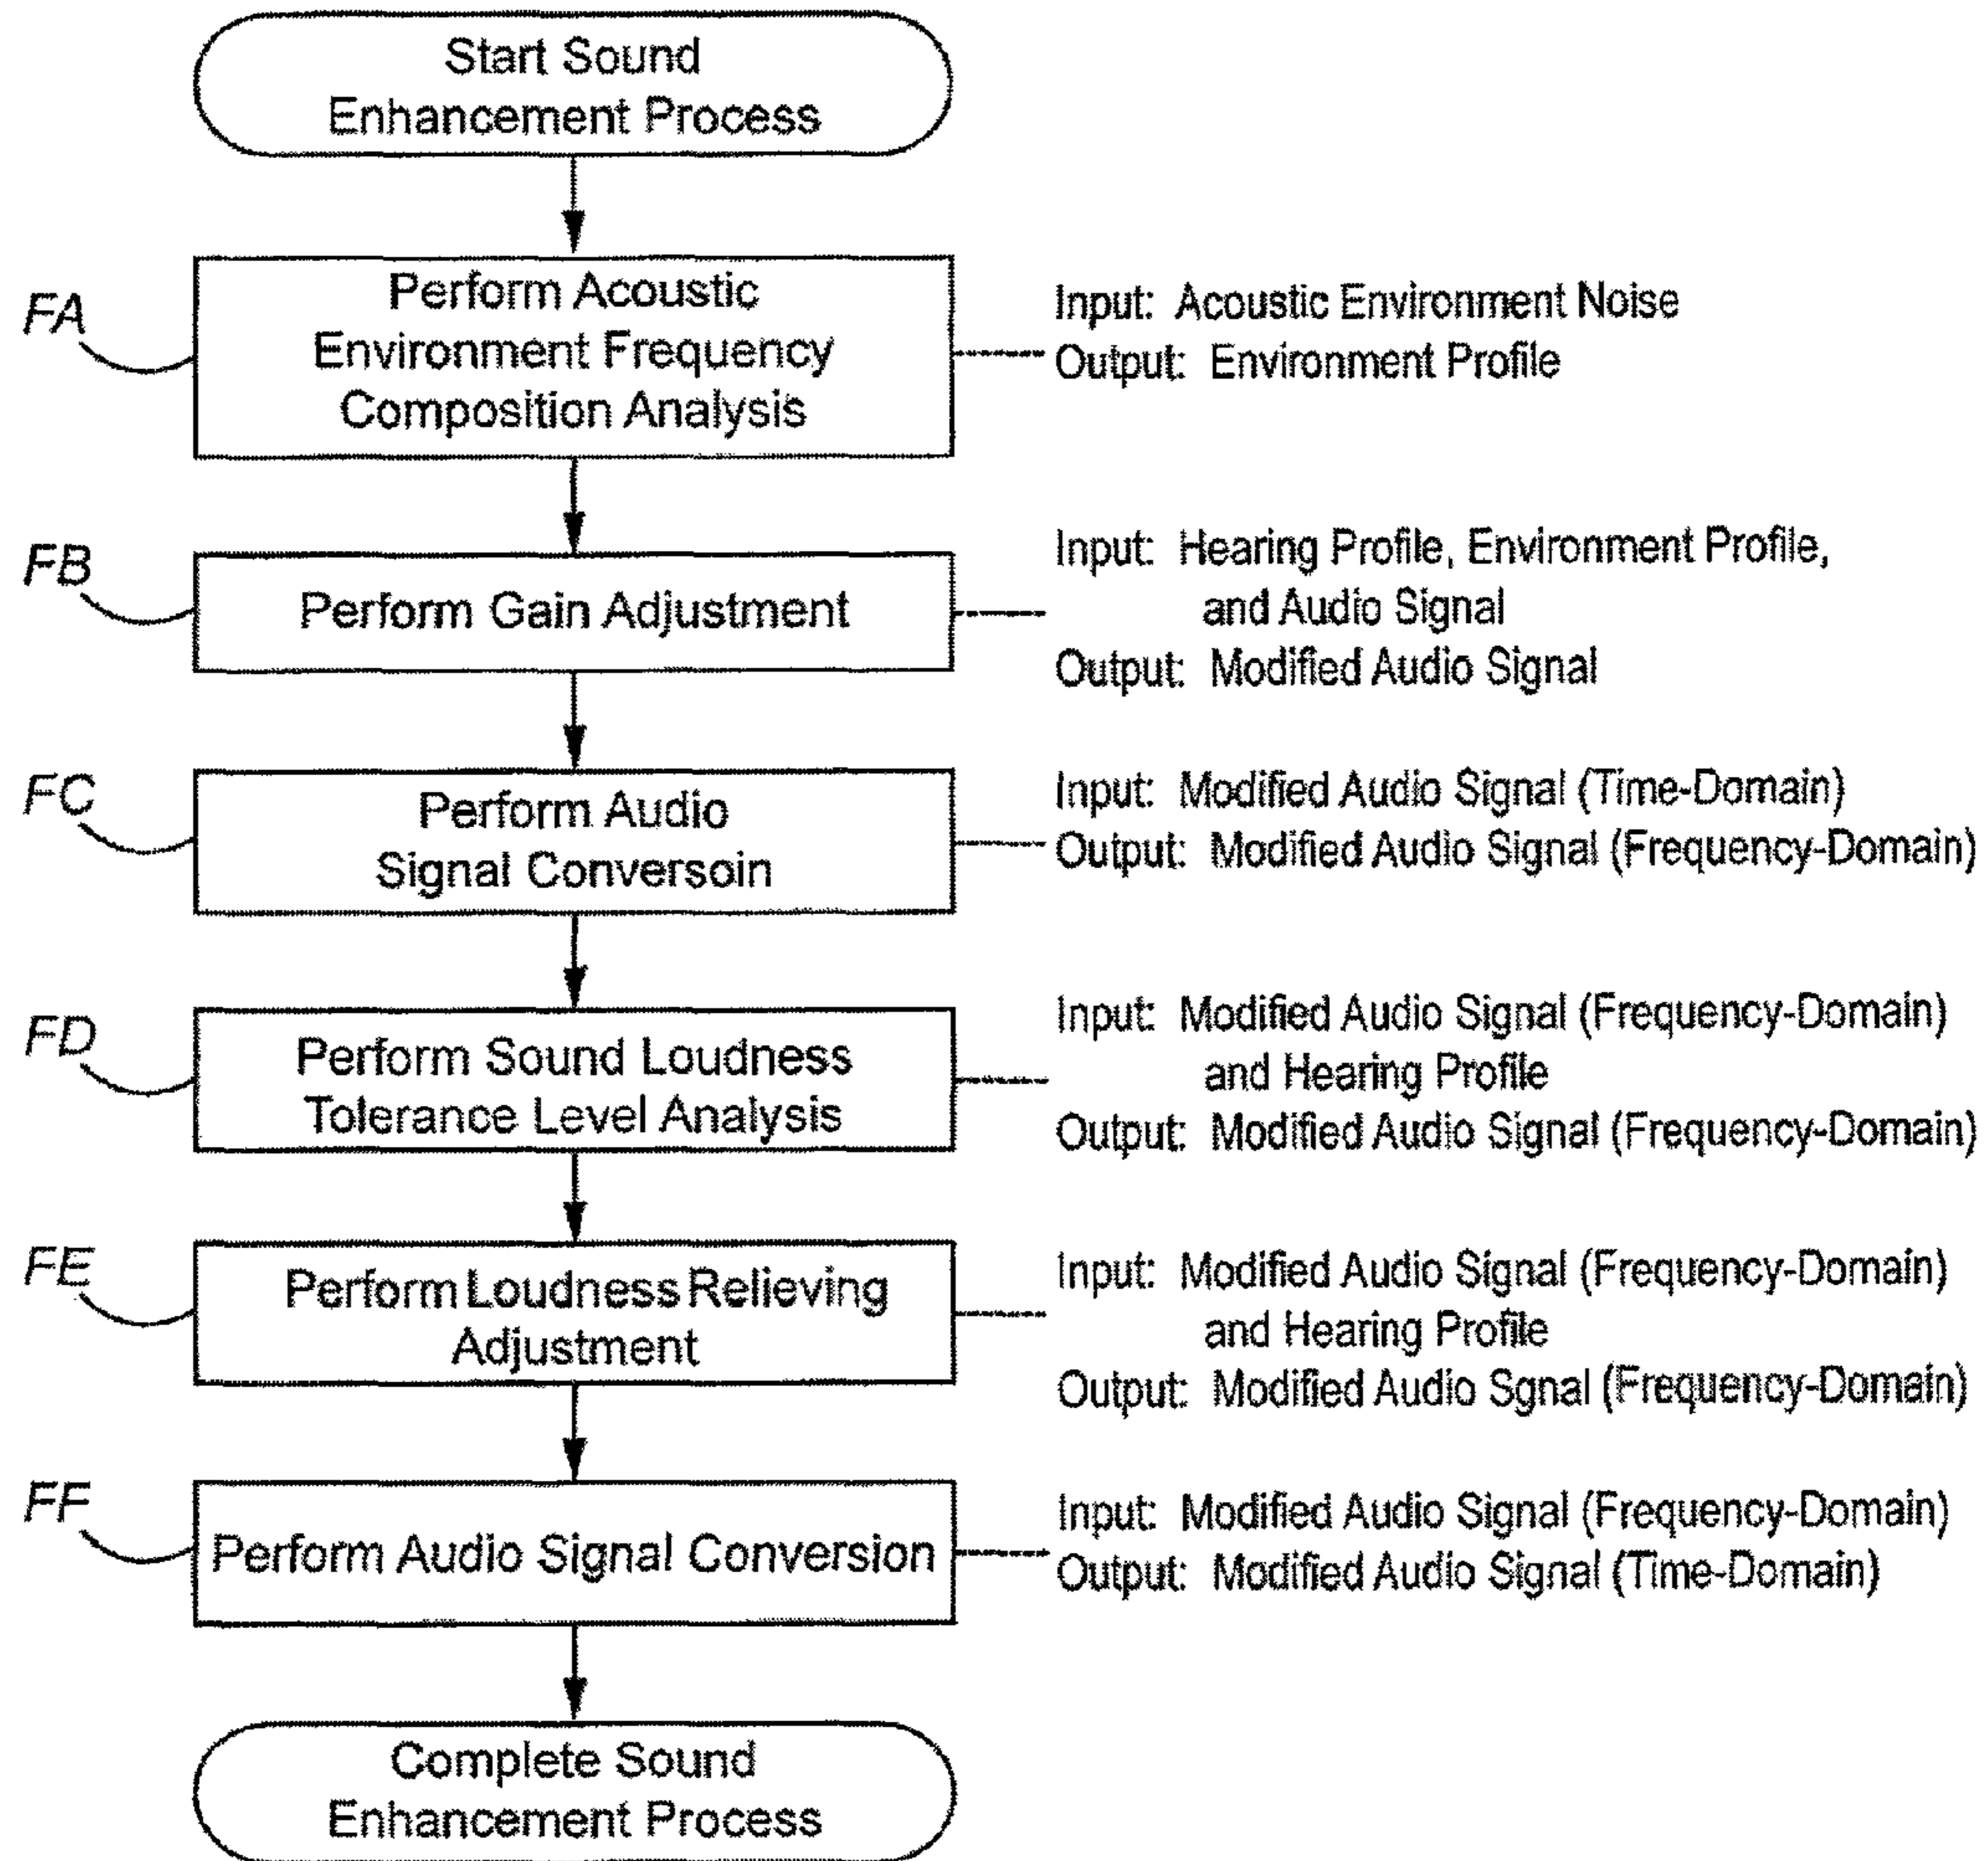 Start Sound
Enhancement Process
FA
Perform Acoustic
Environment Frequency
Composition Analysis
Input: Acoustic Environment Noise
Output: Environment Profile
FB
Perform Gain Adjustment
Input: Hearing Profile, Environment Profile,
and Audio Signal
Output: Modified Audio Signal
FC
Perform Audio
Signal Conversoin
Input: Modified Audio Signal (Time-Domain)
Output: Modified Audio Signal (Frequency-Domain)
FD
Perform Sound Loudness
Tolerance Level Analysis
Input: Modified Audio Signal (Frequency-Domain)
and Hearing Profile
Output: Modified Audio Signal (Frequency-Domain)
FE
Perform Loudness Relieving
Adjustment
Input: Modified Audio Signal (Frequency-Domain)
and Hearing Profile
Output: Modified Audio Sgnal (Frequency-Domain)
FF
Perform Audio Signal Conversion
Input: Modified Audio Signal (Frequency-Domain)
Output: Modified Audio Signal (Time-Domain)
Complete Sound
Enhancement Process